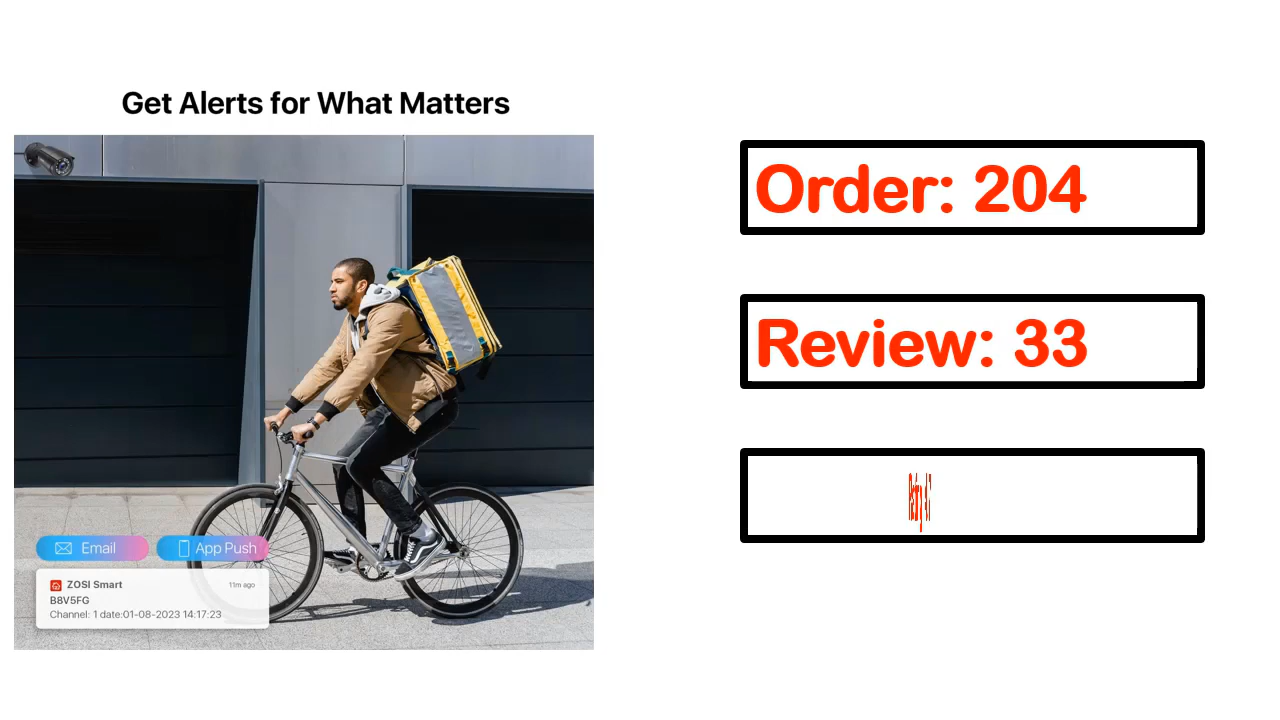 Get Alerts for What Matters
Order: 204
Review: 33
Email
App Push
ZOSI Smart
11m ago
B8V5FG
Channel: 1 date:01-08-2023 14:17:23